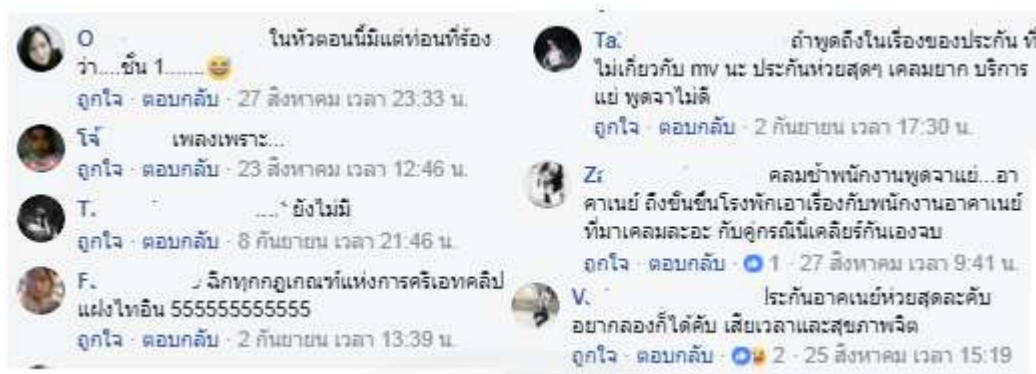 O ในหัวตอนนี้มีแต่ท่อนที่ร้อง
ว่า....ชั้น 1.......😅
ถูกใจ · ตอบกลับ · 27 สิงหาคม เวลา 23:33 น.
โจ้ เพลงเพราะ...
ถูกใจ · ตอบกลับ · 23 สิงหาคม เวลา 12:46 น.
T. ....` ยังไม่มี
ถูกใจ · ตอบกลับ · 8 กันยายน เวลา 21:46 น.
F. ฉีกทุกกฎเกณฑ์แห่งการครีเอทคลิป
แฝงไทอิน 555555555555
ถูกใจ · ตอบกลับ · 2 กันยายน เวลา 13:39 น.
Ta. ถ้าพูดถึงในเรื่องของประกัน ที่
ไม่เกี่ยวกับ mv นะ ประกันห่วยสุดๆ เคลมยาก บริการ
แย่ พูดจาไม่ดี
ถูกใจ · ตอบกลับ · 2 กันยายน เวลา 17:30 น.
Za คลมช้าพนักงานพูดจาแย่...อา
คาเนย์ ถึงขั้นขึ้นโรงพักเอาเรื่องกับพนักงานอาคาเนย์
ที่มาเคลมละอะ กับคู่กรณีนี่เคลียร์กันเองจบ
ถูกใจ · ตอบกลับ · 1 · 27 สิงหาคม เวลา 9:41 น.
V. ประกันอาคเนย์ห่วยสุดละคับ
อยากลองก็ได้คับ เสียเวลาและสุขภาพจิต
ถูกใจ · ตอบกลับ · 2 · 25 สิงหาคม เวลา 15:19